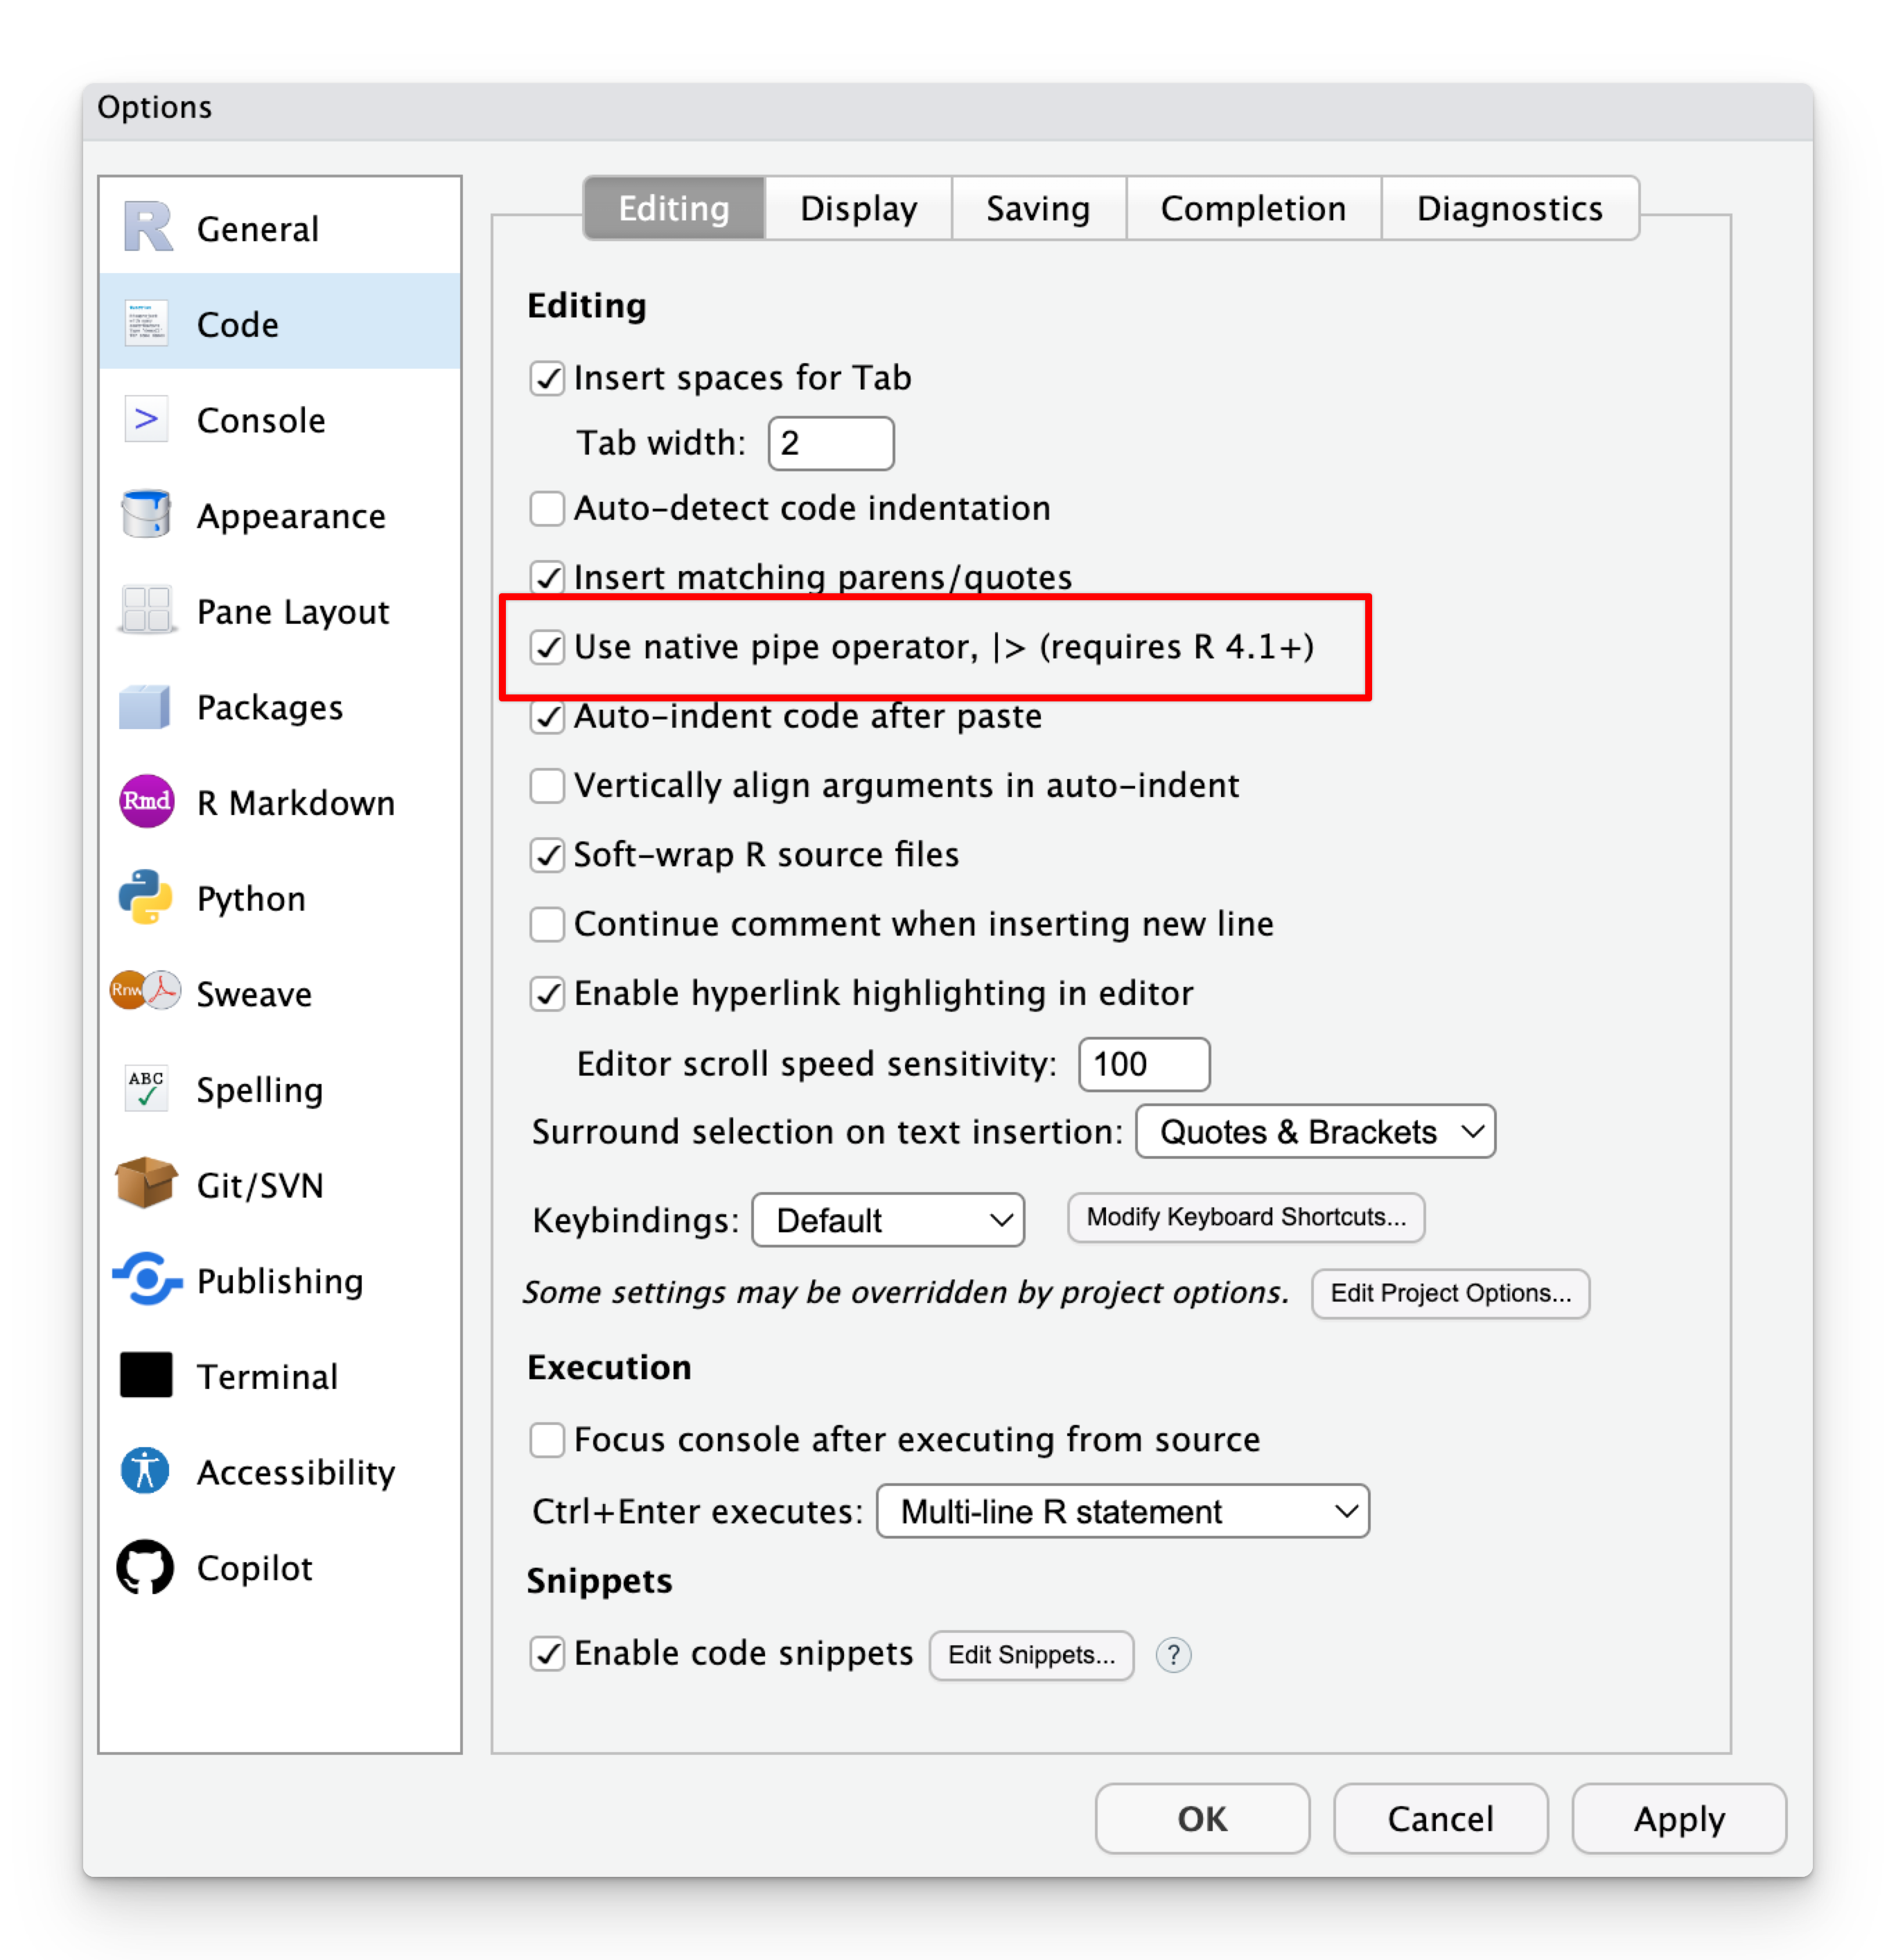 Options
General
Code
Console
Appearance
Pane Layout
Packages
Rmd R Markdown
Python
Rnw Sweave
ABC Spelling
Git/SVN
Publishing
Terminal
Accessibility
Copilot
Editing Display Saving Completion Diagnostics
Editing
Insert spaces for Tab
Tab width: 2
Auto-detect code indentation
Insert matching parens/quotes
Use native pipe operator, |> (requires R 4.1+)
Auto-indent code after paste
Vertically align arguments in auto-indent
Soft-wrap R source files
Continue comment when inserting new line
Enable hyperlink highlighting in editor
Editor scroll speed sensitivity: 100
Surround selection on text insertion: Quotes & Brackets
Keybindings: Default Modify Keyboard Shortcuts...
Some settings may be overridden by project options. Edit Project Options...
Execution
Focus console after executing from source
Ctrl+Enter executes: Multi-line R statement
Snippets
Enable code snippets Edit Snippets... ?
OK Cancel Apply